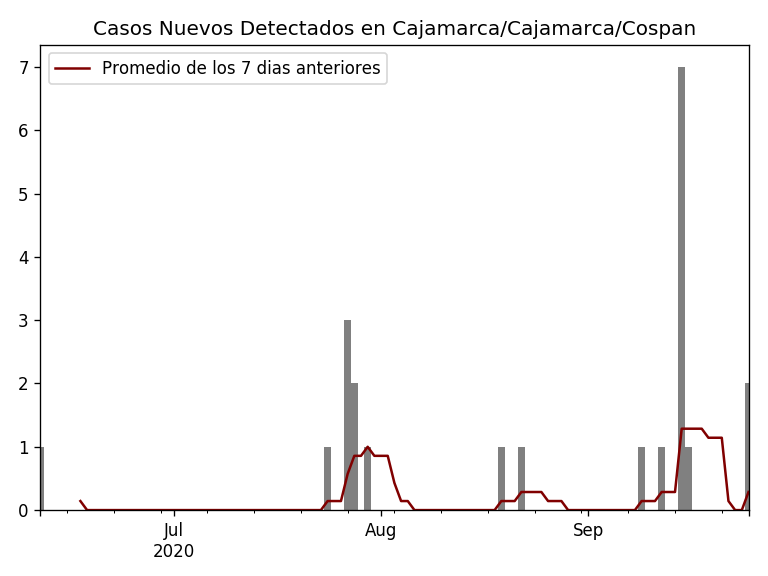 Casos Nuevos Detectados en Cajamarca/Cajamarca/Cospan
Promedio de los 7 dias anteriores
7
6
5
4
3
2
1
0
Jul
2020
Aug
Sep